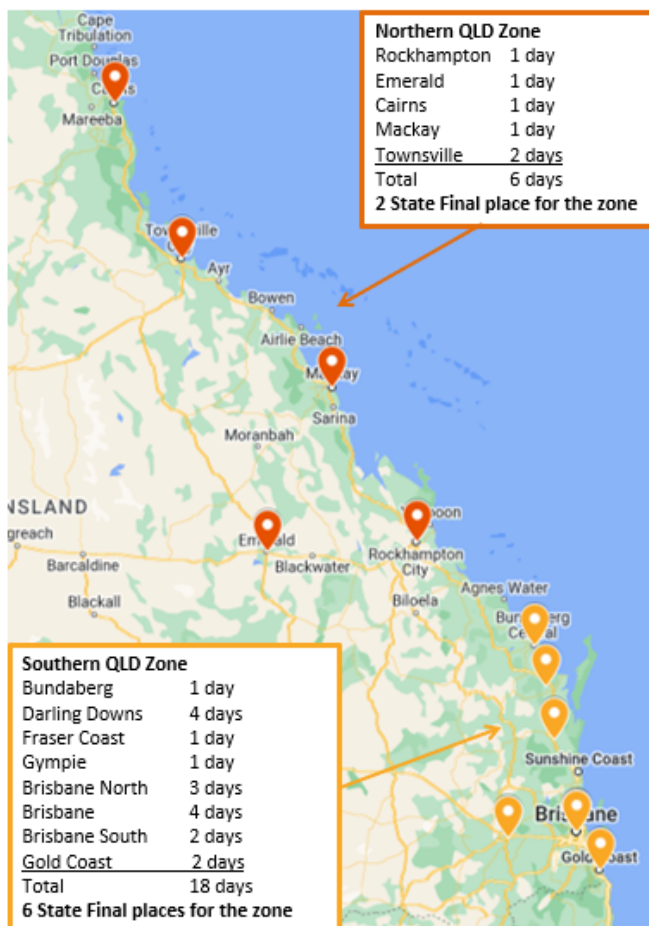 Cape
Tribulation
Port Douglas
Mareeba
Ayr
Bowen
Airlie Beach
Sarina
Moranbah
NSLAND
greach
Barcaldine
Blackall
Blackwater
Rockhampton
City
Biloela
Agnes Water
Sunshine Coast
Northern QLD Zone
Rockhampton 1 day
Emerald 1 day
Cairns 1 day
Mackay 1 day
Townsville 2 days
Total 6 days
2 State Final place for the zone
Southern QLD Zone
Bundaberg 1 day
Darling Downs 4 days
Fraser Coast 1 day
Gympie 1 day
Brisbane North 3 days
Brisbane 4 days
Brisbane South 2 days
Gold Coast 2 days
Total 18 days
6 State Final places for the zone